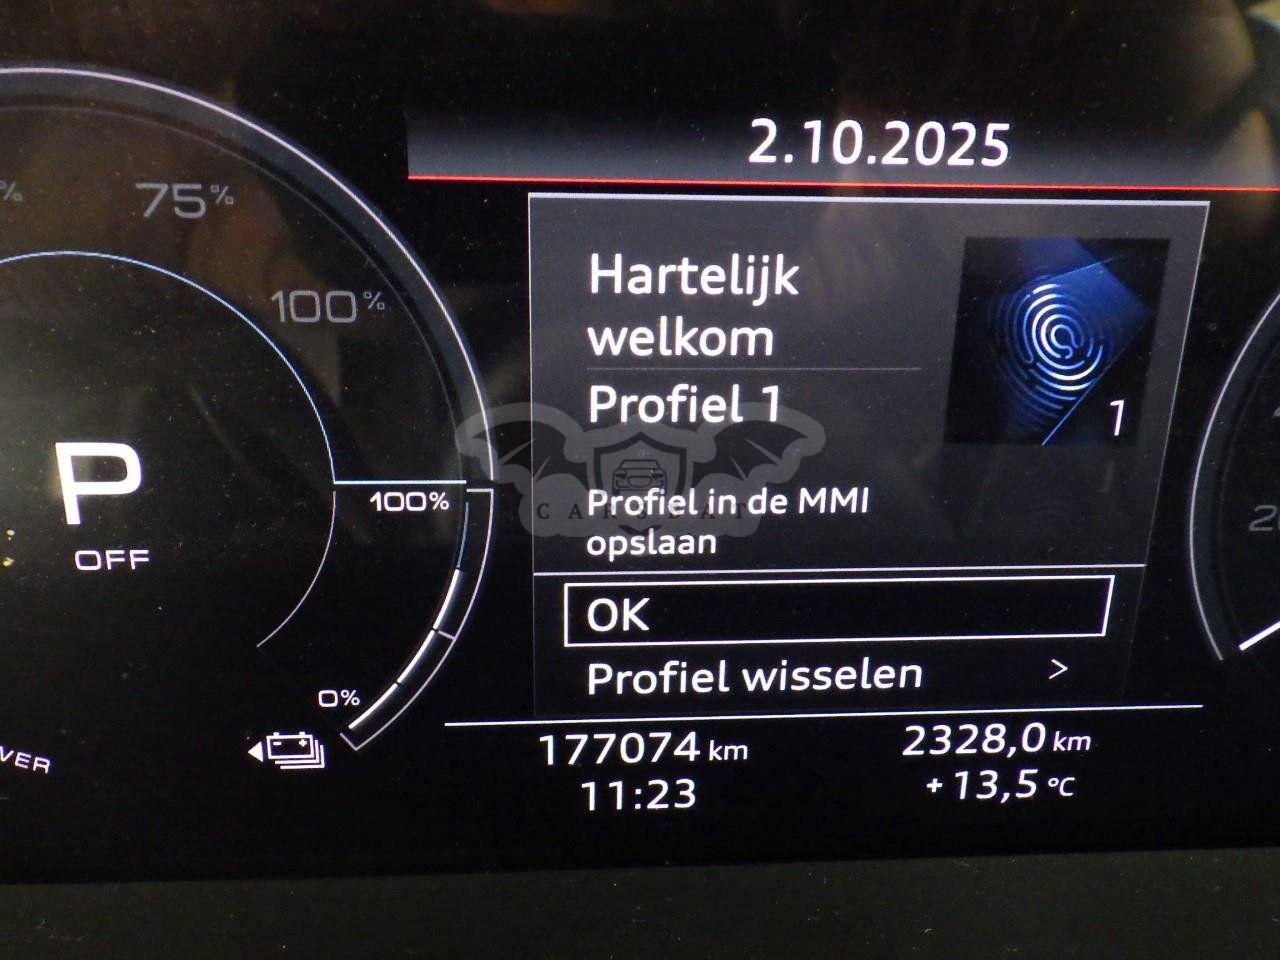 2.10.2025
%
75%
100%
Hartelijk
welkom
Profiel 1
1
P
OFF
100%
Profiel in de MMI
opslaan
OK
Profiel wisselen >
0%
177074 km
2328,0 km
11:23
+13,5 °C